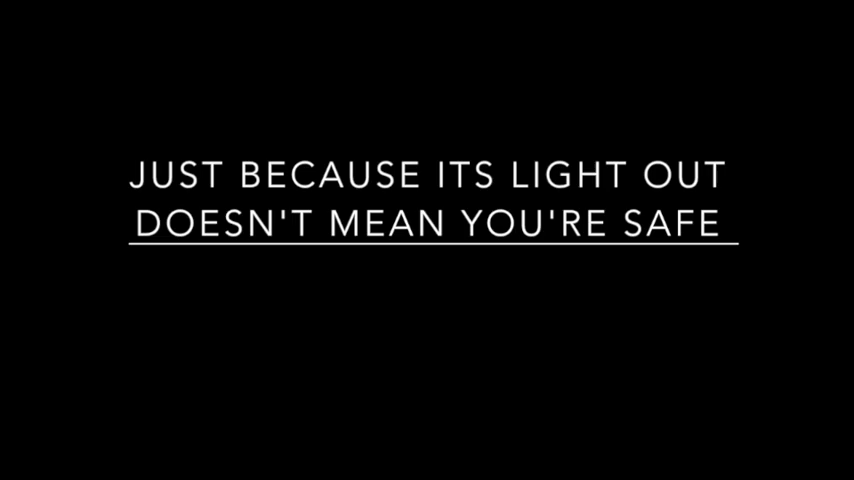 JUST BECAUSE ITS LIGHT OUT
DOESN'T MEAN YOU'RE SAFE